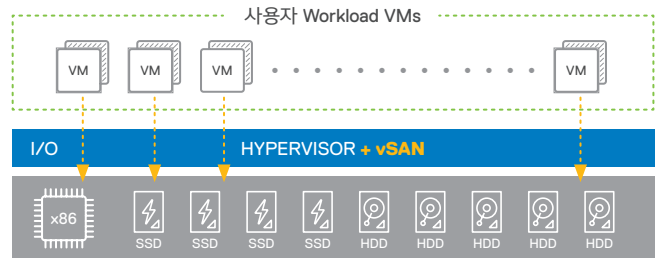 사용자 Workload VMs
VM VM VM VM
I/O HYPERVISOR + vSAN
x86
SSD SSD SSD SSD HDD HDD HDD HDD HDD